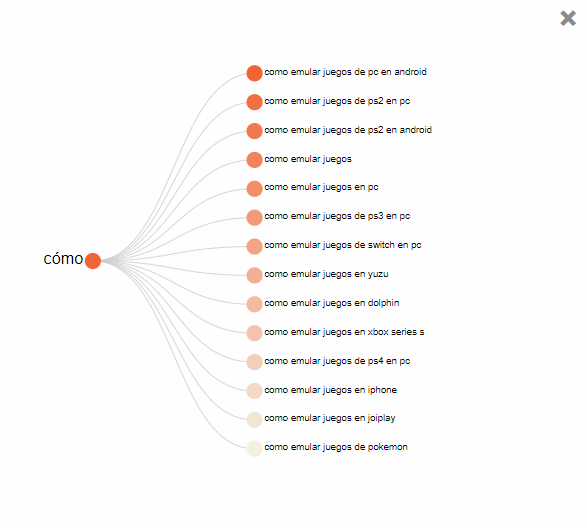 como emular juegos de pc en android
como emular juegos de ps2 en pc
como emular juegos de ps2 en android
como emular juegos
como emular juegos en pc
como emular juegos de ps3 en pc
como emular juegos de switch en pc
cómo
como emular juegos en yuzu
como emular juegos en dolphin
como emular juegos en xbox series s
como emular juegos de ps4 en pc
como emular juegos en iphone
como emular juegos en joiplay
como emular juegos de pokemon